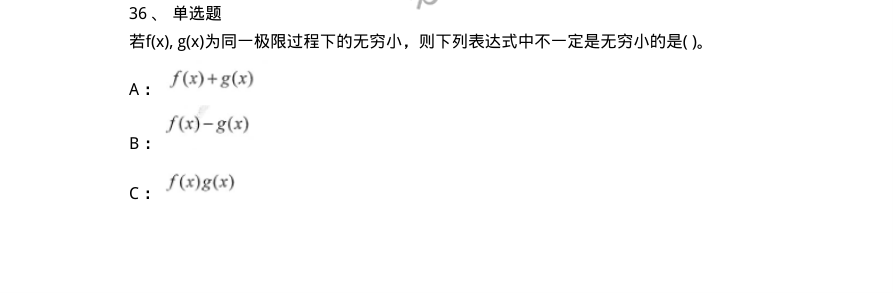 36 、 单选题
若f(x), g(x)为同一极限过程下的无穷小，则下列表达式中不一定是无穷小的是( )。
A： f(x)+g(x)
B： f(x)−g(x)
C： f(x)g(x)